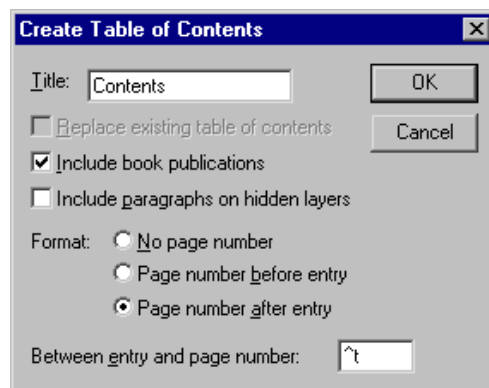 Create Table of Contents
Title: Contents OK
Replace existing table of contents Cancel
Include book publications
Include paragraphs on hidden layers
Format: No page number
Page number before entry
Page number after entry
Between entry and page number: ^t